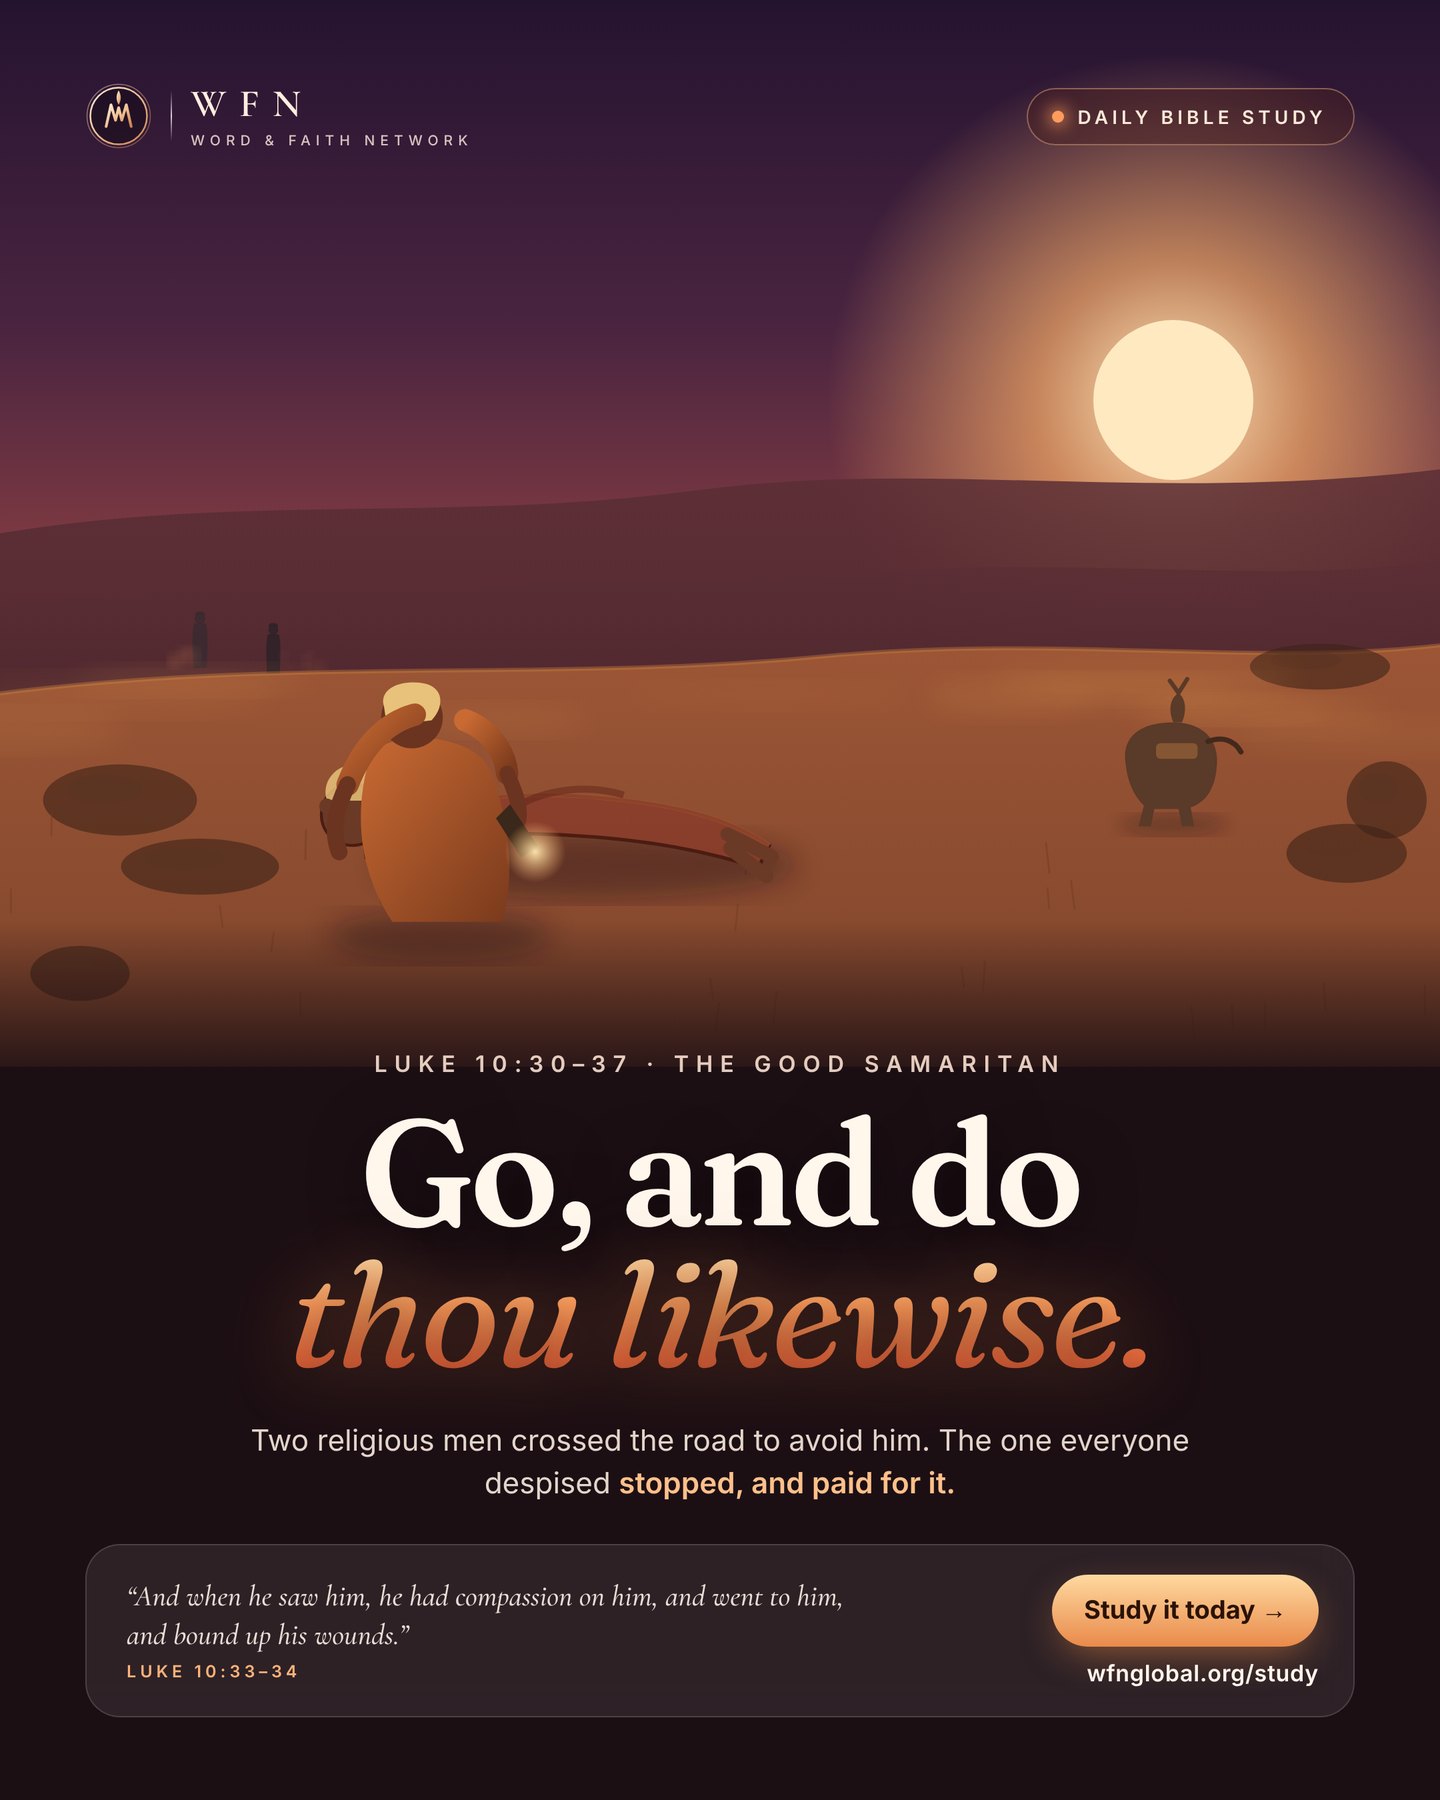 WFN
WORD & FAITH NETWORK
DAILY BIBLE STUDY
LUKE 10:30–37 · THE GOOD SAMARITAN
Go, and do
thou likewise.
Two religious men crossed the road to avoid him. The one everyone
despised stopped, and paid for it.
“And when he saw him, he had compassion on him, and went to him,
and bound up his wounds.”
LUKE 10:33–34
Study it today →
wfnglobal.org/study